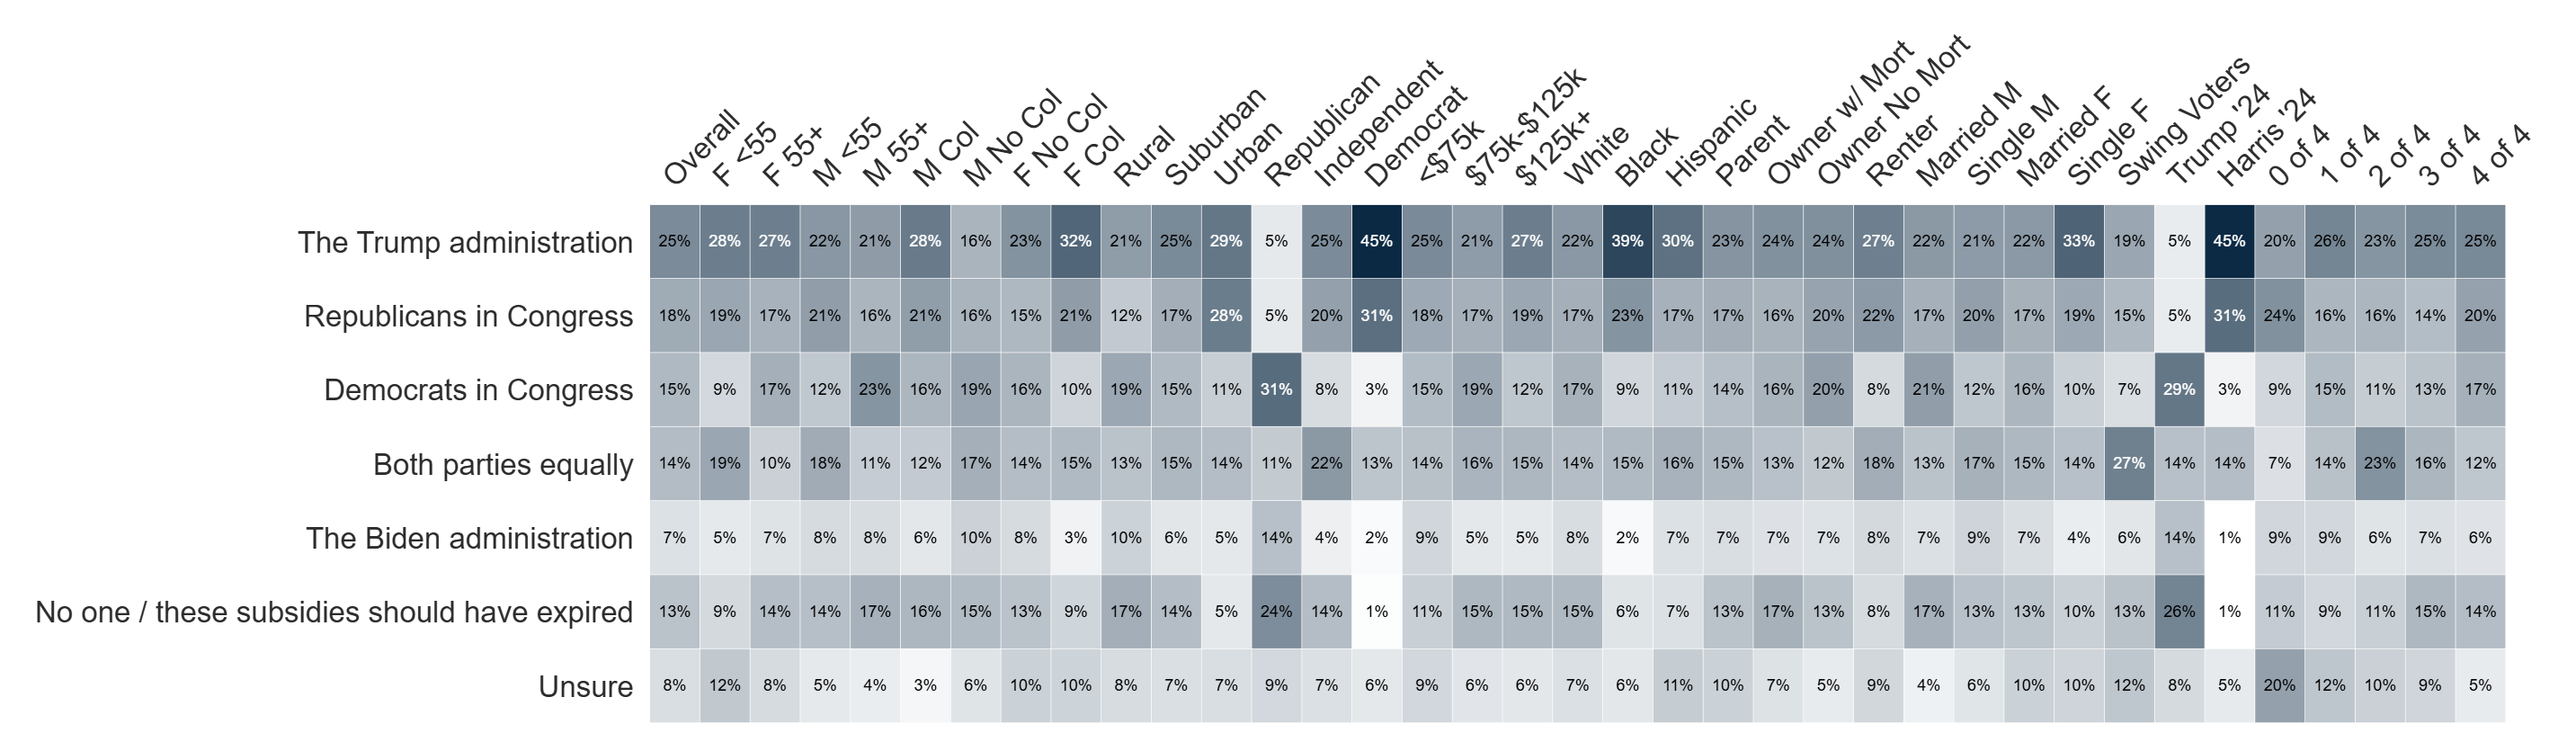 Overall F <55 F 55+ M <55 M 55+ M Col M No Col F No Col F Col Rural Suburban Urban Republican Independent Democrat <$75k $75k-$125k $125k+ White Black Hispanic Parent Owner w/ Mort Owner No Mort Renter Married M Single M Married F Single F Swing Voters Trump '24 Harris '24 0 of 4 1 of 4 2 of 4 3 of 4 4 of 4
The Trump administration 25% 28% 27% 22% 21% 28% 16% 23% 32% 21% 25% 29% 5% 25% 45% 25% 21% 27% 22% 39% 30% 23% 24% 24% 27% 22% 21% 22% 33% 19% 5% 45% 20% 26% 23% 25% 25%
Republicans in Congress 18% 19% 17% 21% 16% 21% 16% 15% 21% 12% 17% 28% 5% 20% 31% 18% 17% 19% 17% 23% 17% 17% 16% 20% 22% 17% 20% 17% 19% 15% 5% 31% 24% 16% 16% 14% 20%
Democrats in Congress 15% 9% 17% 12% 23% 16% 19% 16% 10% 19% 15% 11% 31% 8% 3% 15% 19% 12% 17% 9% 11% 14% 16% 20% 8% 21% 12% 16% 10% 7% 29% 3% 9% 15% 11% 13% 17%
Both parties equally 14% 19% 10% 18% 11% 12% 17% 14% 15% 13% 15% 14% 11% 22% 13% 14% 16% 15% 14% 15% 16% 15% 13% 12% 18% 13% 17% 15% 14% 27% 14% 14% 7% 14% 23% 16% 12%
The Biden administration 7% 5% 7% 8% 8% 6% 10% 8% 3% 10% 6% 5% 14% 4% 2% 9% 5% 5% 8% 2% 7% 7% 7% 7% 8% 7% 9% 7% 4% 6% 14% 1% 9% 9% 6% 7% 6%
No one / these subsidies should have expired 13% 9% 14% 14% 17% 16% 15% 13% 9% 17% 14% 5% 24% 14% 1% 11% 15% 15% 15% 6% 7% 13% 17% 13% 8% 17% 13% 13% 10% 13% 26% 1% 11% 9% 11% 15% 14%
Unsure 8% 12% 8% 5% 4% 3% 6% 10% 10% 8% 7% 7% 9% 7% 6% 9% 6% 6% 7% 6% 11% 10% 7% 5% 9% 4% 6% 10% 10% 12% 8% 5% 20% 12% 10% 9% 5%